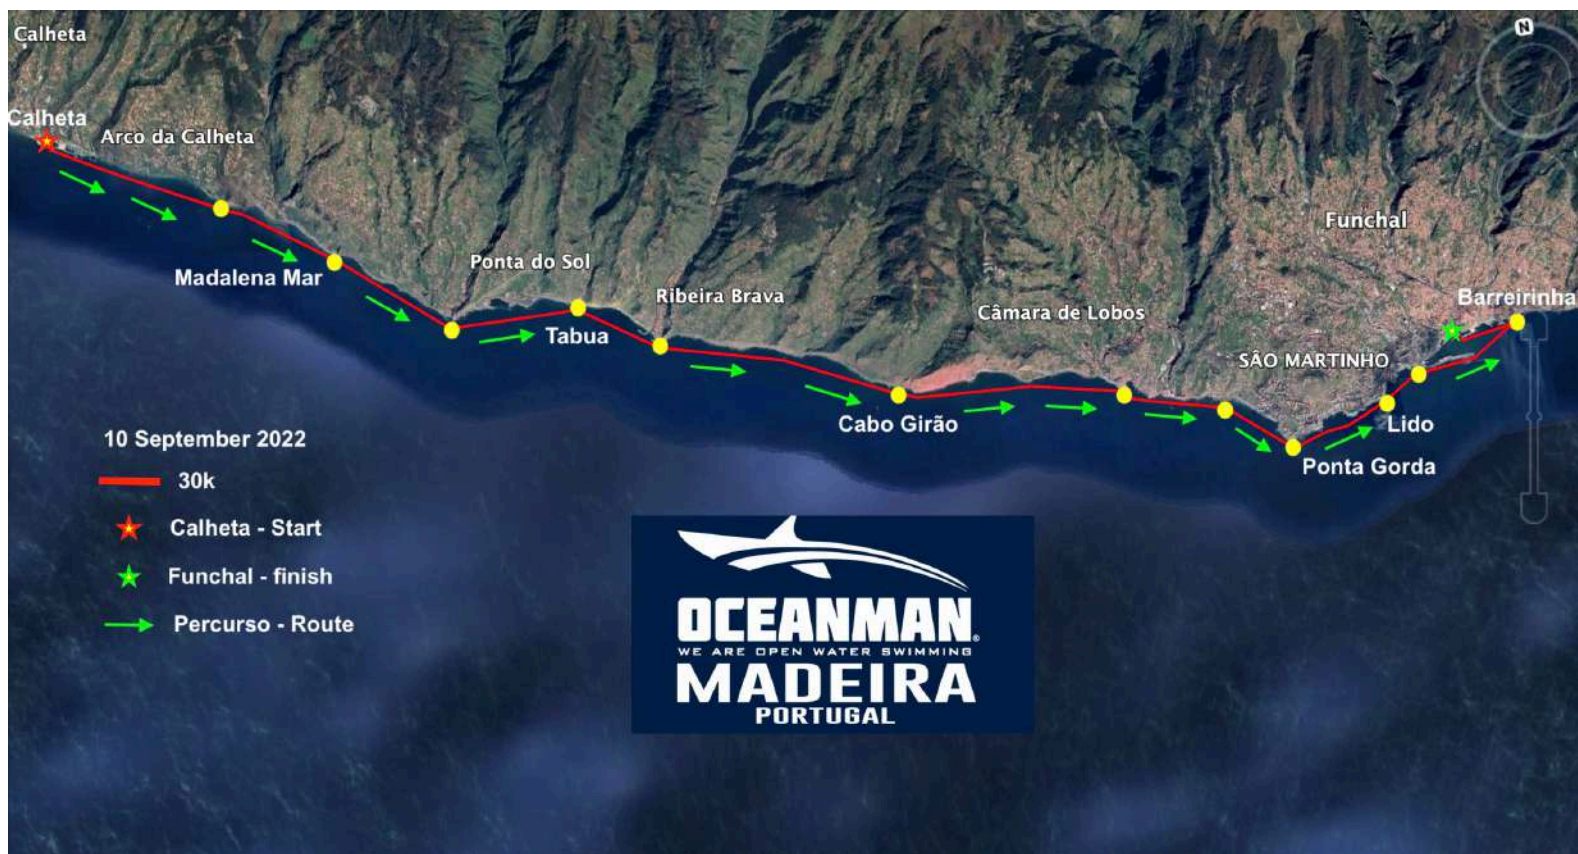 N
Calheta
Calheta
Arco da Calheta
Funchal
Ponta do Sol
Madalena Mar
Ribeira Brava
Barreirinha
Câmara de Lobos
Tabua
SÂO MARTINHO
Cabo Girão
Lido
Ponta Gorda
10 September 2022
30k
Calheta - Start
Funchal - finish
Percurso - Route
OCEANMAN®
WE ARE OPEN WATER SWIMMING
MADEIRA
PORTUGAL